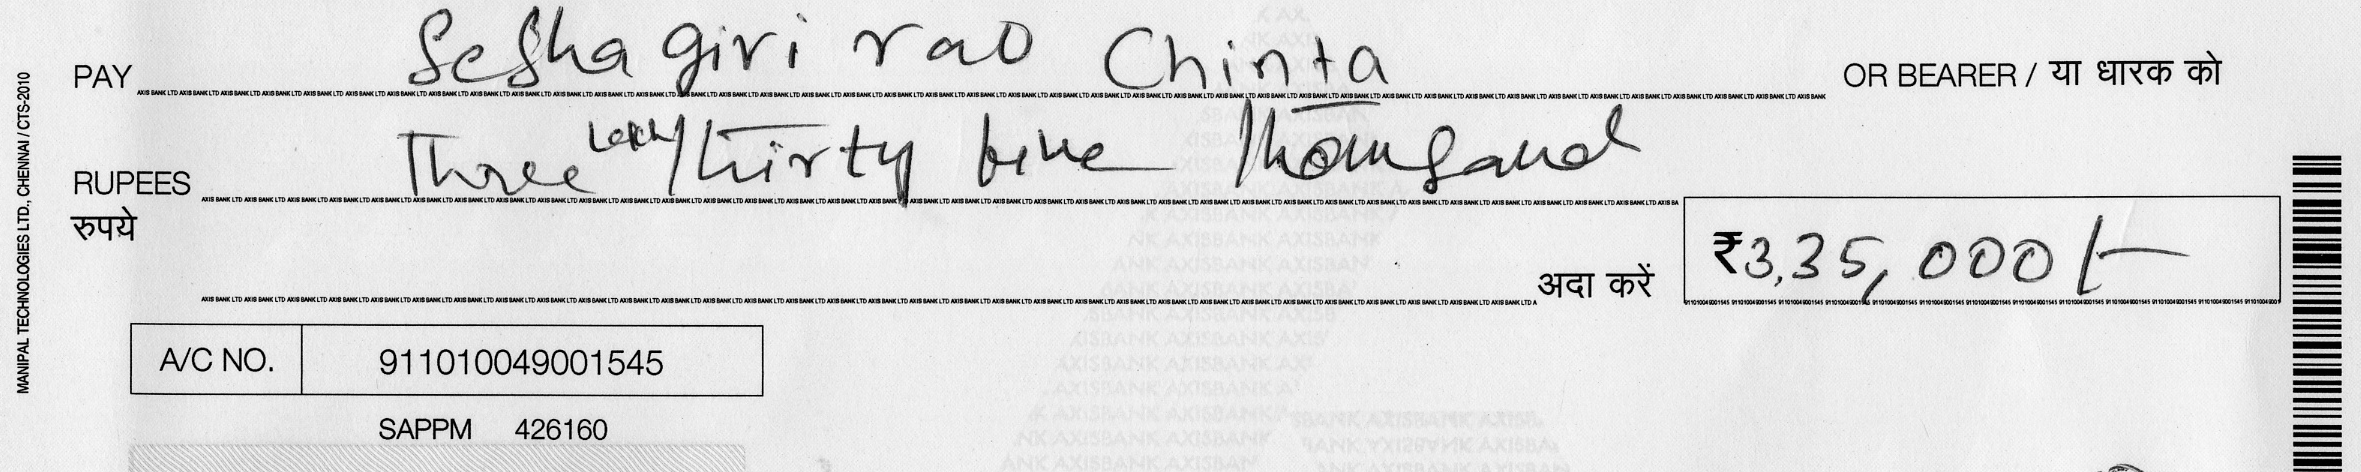 PAY Seshagiri rao Chinta OR BEARER / या धारक को
RUPEES Three Lakh Thirty five Thousand
रुपये
अदा करें ₹3,35,000/-
A/C NO. 911010049001545
SAPPM 426160
MANIPAL TECHNOLOGIES LTD., CHENNAI / CTS-2010